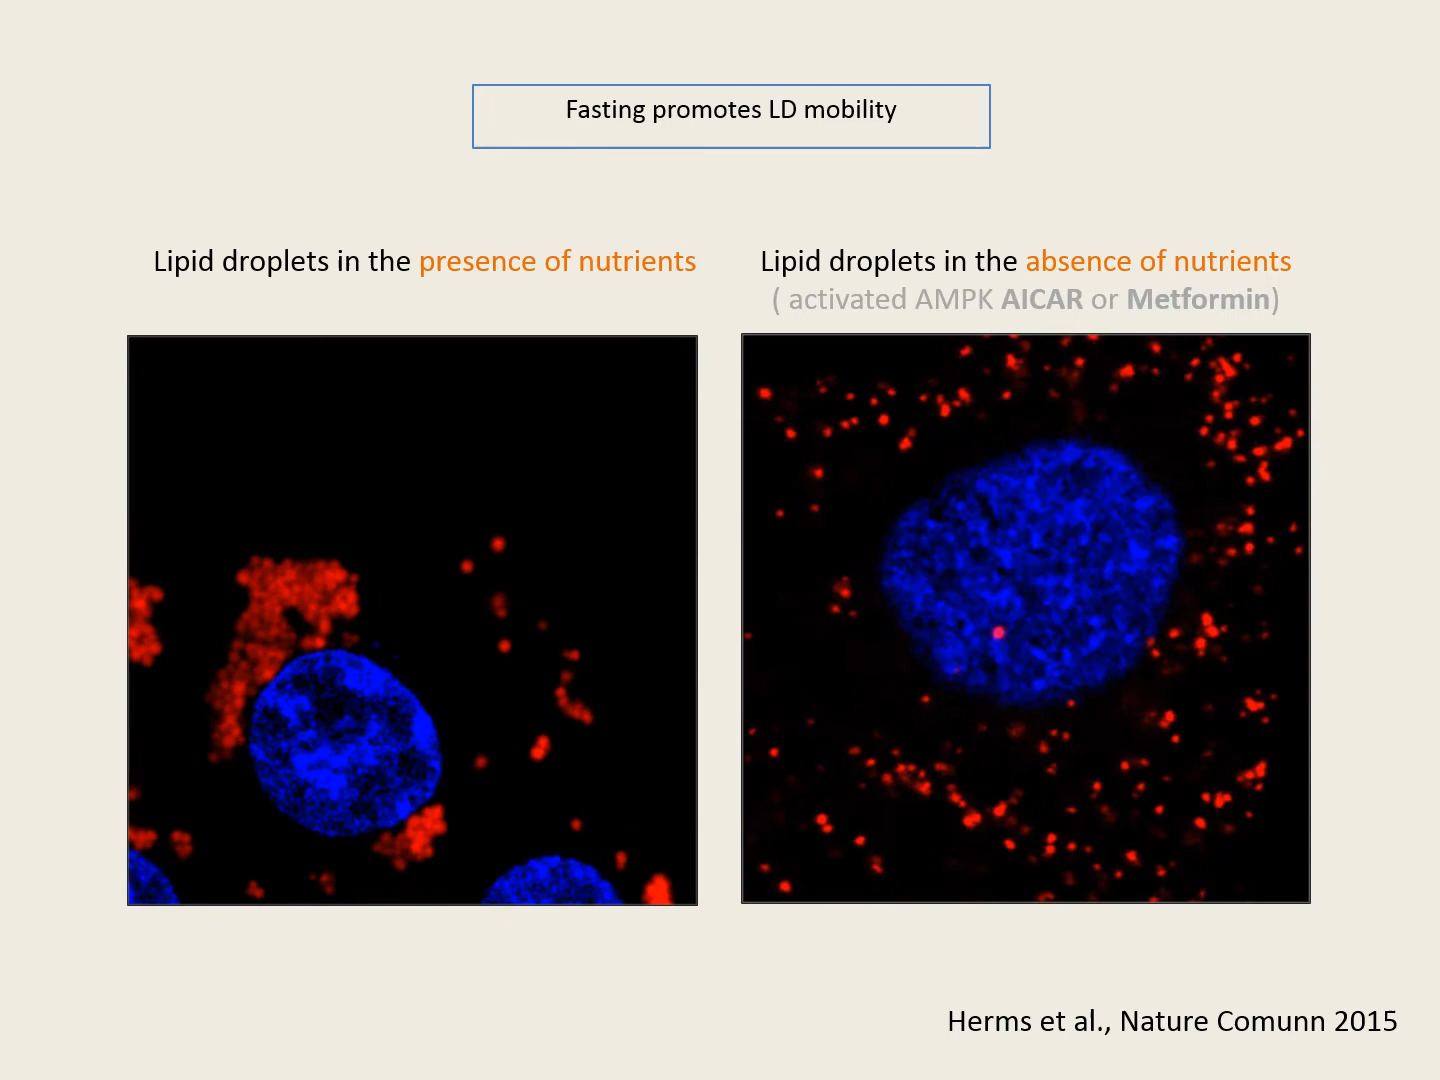 Fasting promotes LD mobility
Lipid droplets in the presence of nutrients
Lipid droplets in the absence of nutrients
( activated AMPK AICAR or Metformin)
Herms et al., Nature Comunn 2015